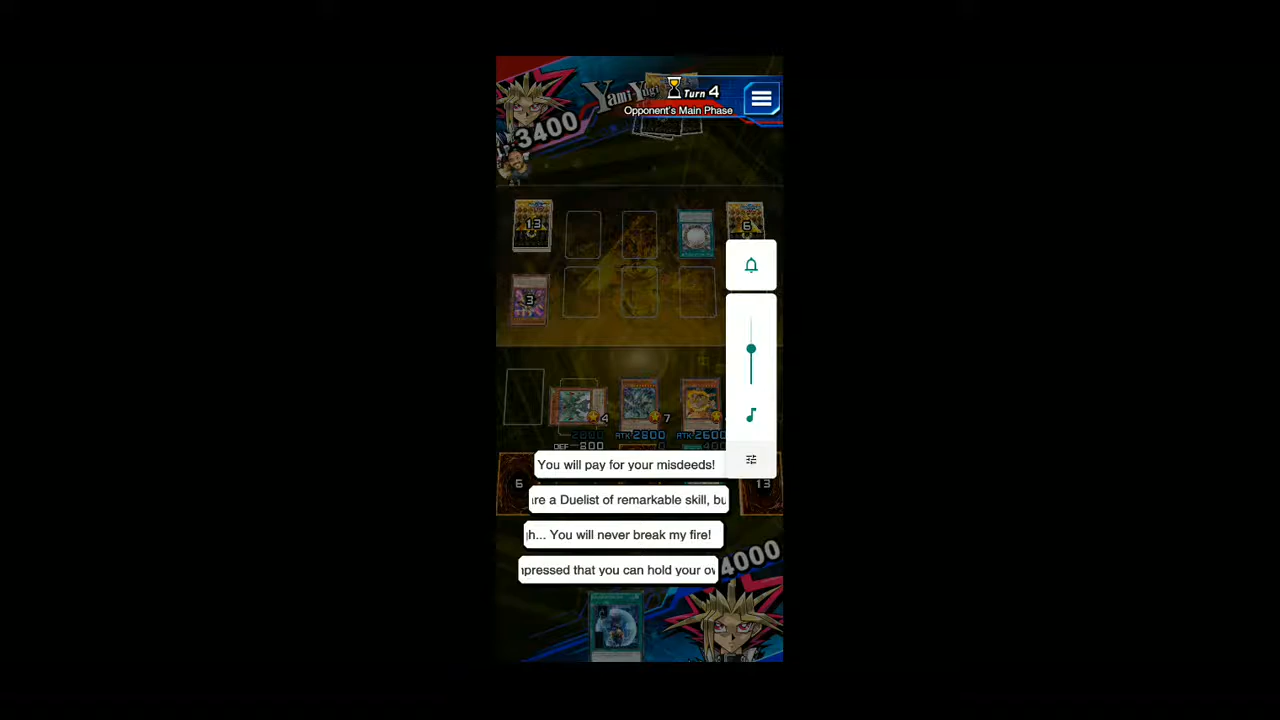 Yami Yugi
Turn 4
Opponent's Main Phase
3400
13
6
3
4
7
ATK 2800
ATK 2600
DEF 800
You will pay for your misdeeds!
6
13
re a Duelist of remarkable skill, bu
h... You will never break my fire!
4000
pressed that you can hold your o